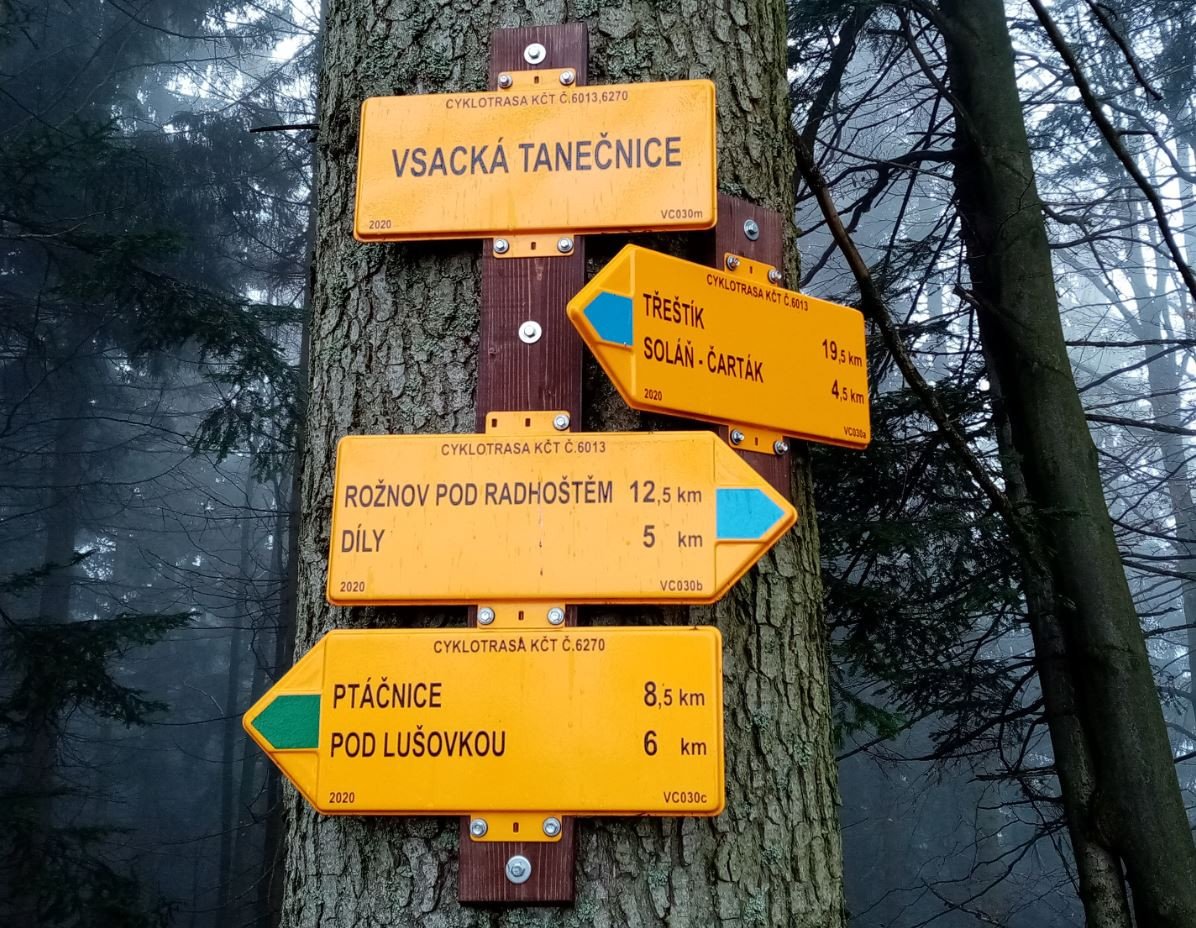 CYKLOTRASA KČT Č.6013,6270
VSACKÁ TANEČNICE
2020 VC030m
CYKLOTRASA KČT Č.6013
TŘEŠTÍK 19,5 km
SOLÁŇ - ČARTÁK 4,5 km
2020 VC030a
CYKLOTRASA KČT Č.6013
ROŽNOV POD RADHOŠTĚM 12,5 km
DÍLY 5 km
2020 VC030b
CYKLOTRASA KČT Č.6270
PTÁČNICE 8,5 km
POD LUŠOVKOU 6 km
2020 VC030c